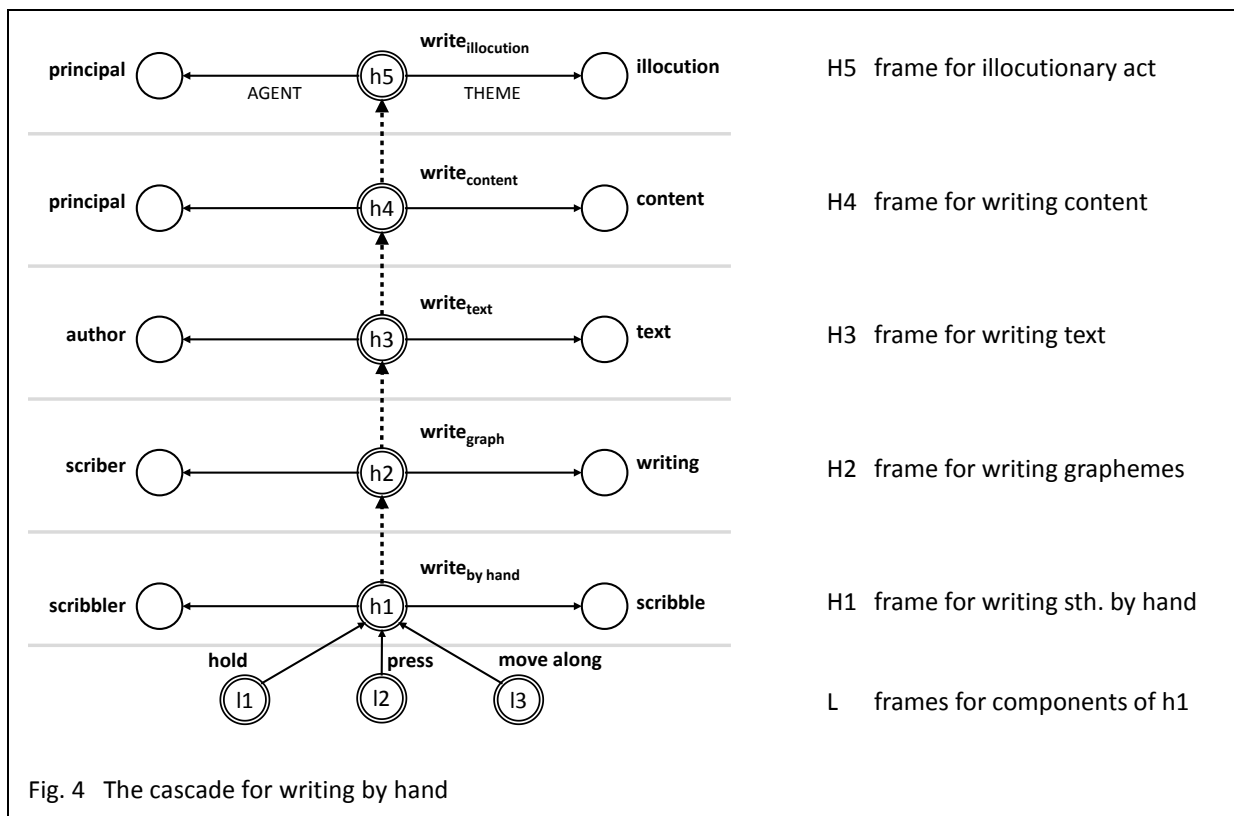 write_illocution
principal h5 illocution H5 frame for illocutionary act
AGENT THEME
write_content
principal h4 content H4 frame for writing content
write_text
author h3 text H3 frame for writing text
write_graph
scriber h2 writing H2 frame for writing graphemes
write_by hand
scribbler h1 scribble H1 frame for writing sth. by hand
hold press move along
l1 l2 l3 L frames for components of h1
Fig. 4 The cascade for writing by hand